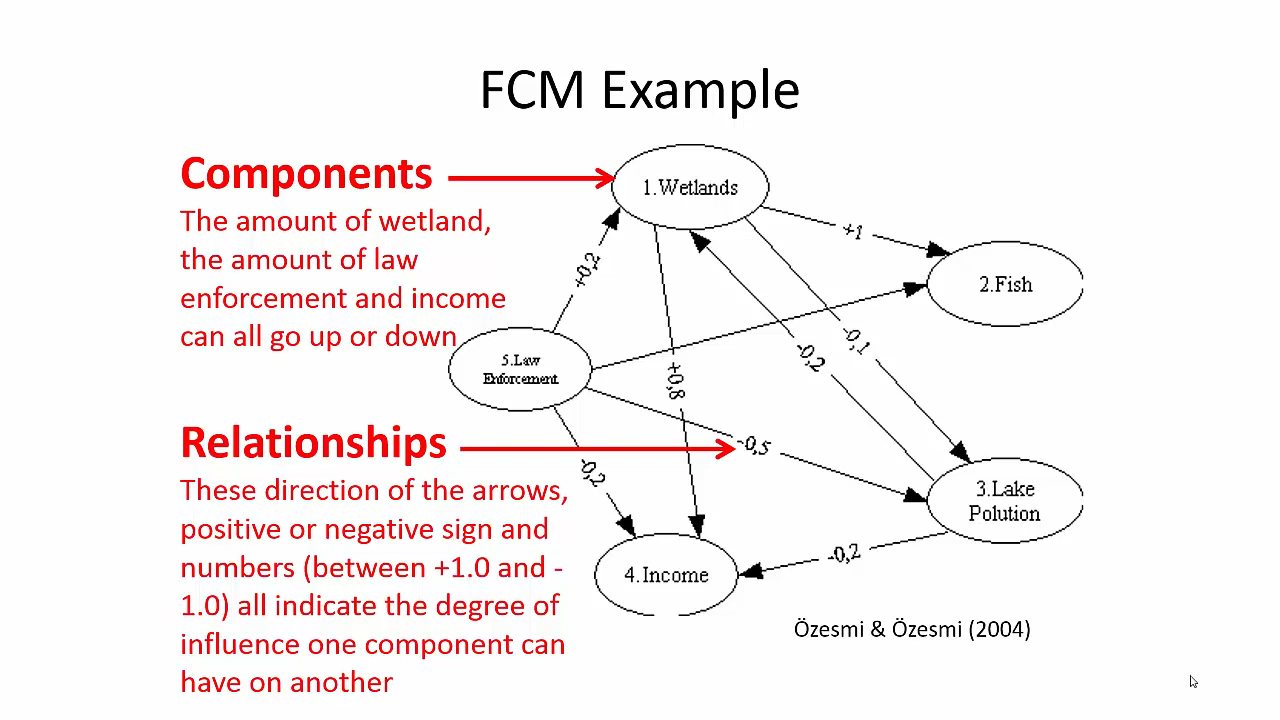 FCM Example
Components
The amount of wetland,
the amount of law
enforcement and income
can all go up or down
Relationships
These direction of the arrows,
positive or negative sign and
numbers (between +1.0 and -
1.0) all indicate the degree of
influence one component can
have on another
1.Wetlands
+1
2.Fish
+0,2
5.Law
Enforcement
+0,8
-0,2
-0,1
-0,5
-0,2
3.Lake
Polution
-0,2
4.Income
Özesmi & Özesmi (2004)